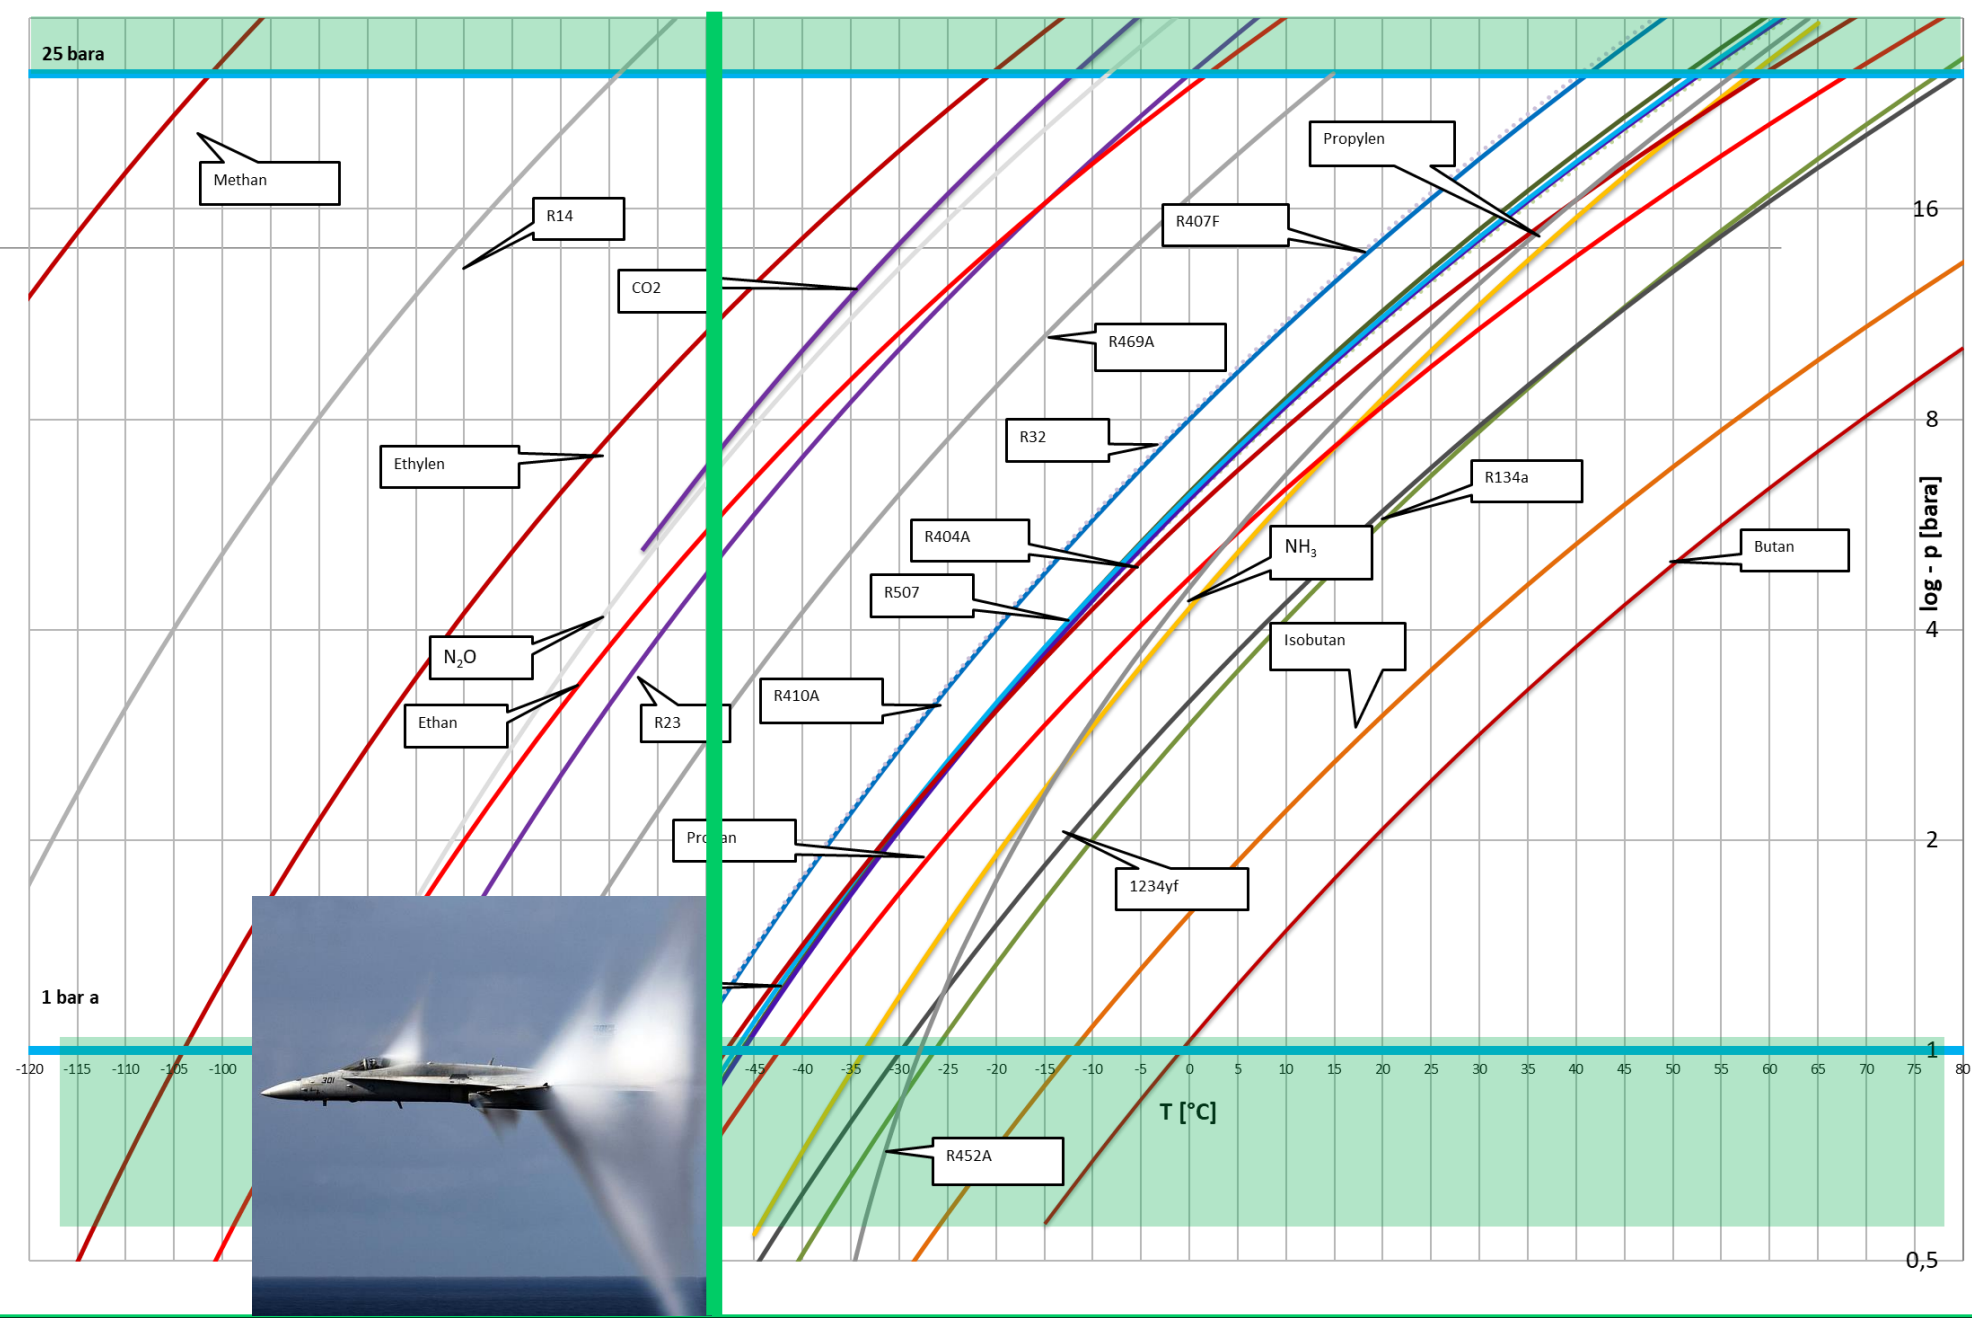 25 bara
Methan
R14
CO2
Propylen
R407F
16
R469A
Ethylen
R32
8
R404A
R134a
log - p [bara]
NH₃
Butan
R507
N₂O
Isobutan
4
Ethan
R23
R410A
Pro an
2
1234yf
1 bar a
1
-120 -115 -110 -105 -100 -45 -40 -35 -30 -25 -20 -15 -10 -5 0 5 10 15 20 25 30 35 40 45 50 55 60 65 70 75 80
301
T [°C]
R452A
0,5